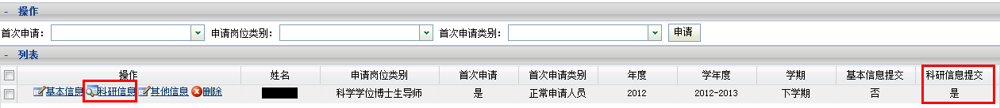 - 操作
首次申请： 申请岗位类别： 首次申请类别： 申请
- 列表
操作 姓名 申请岗位类别 首次申请 首次申请类别 年度 学年度 学期 基本信息提交 科研信息提交
基本信息 科研信息 其他信息 删除 科学学位博士生导师 是 正常申请人员 2012 2012-2013 下学期 否 是